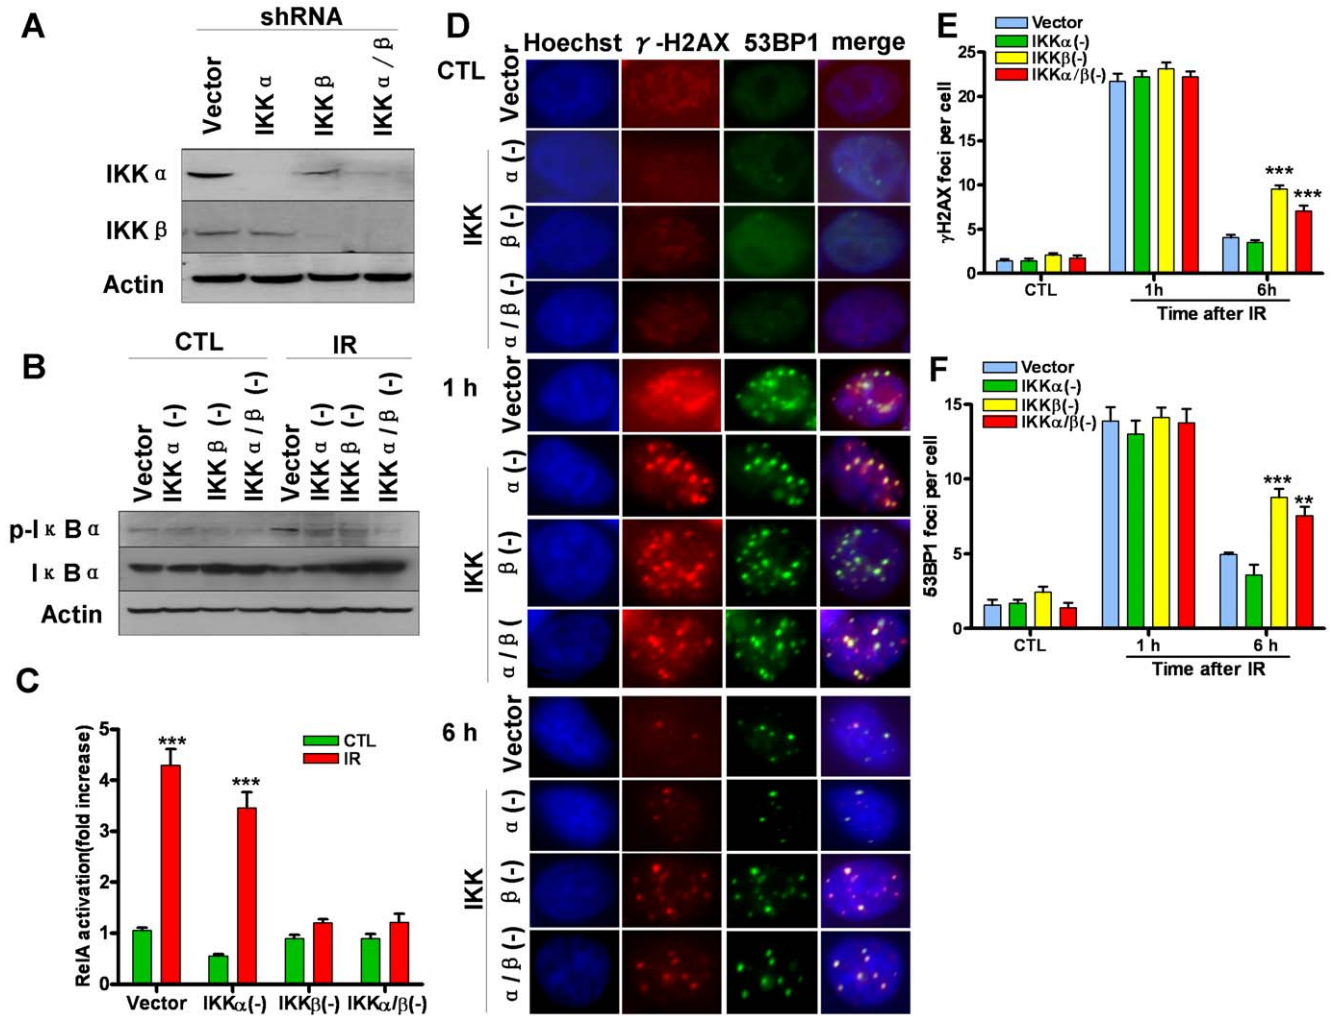 A
shRNA
Vector
IKK α
IKK β
IKK α / β
IKK α
IKK β
Actin
B
CTL
IR
Vector
IKK α (-)
IKK β (-)
IKK α/ β (-)
Vector
IKK α (-)
IKK β (-)
IKK α/ β (-)
p-I κ B α
I κ B α
Actin
C
RelA activation(fold increase)
5
4
3
2
1
0
CTL
IR
***
***
Vector
IKKα(-)
IKKβ(-)
IKKα/β(-)
D
Hoechst γ -H2AX 53BP1 merge
CTL
Vector
IKK
α (-)
β (-)
α / β (-)
1 h
Vector
IKK
α (-)
β (-)
α / β (
6 h
Vector
IKK
α (-)
β (-)
α / β (-)
E
Vector
IKKα(-)
IKKβ(-)
IKKα/β(-)
γH2AX foci per cell
25
20
15
10
5
0
***
***
CTL
1h
6h
Time after IR
F
Vector
IKKα(-)
IKKβ(-)
IKKα/β(-)
53BP1 foci per cell
15
10
5
0
***
**
CTL
1 h
6 h
Time after IR